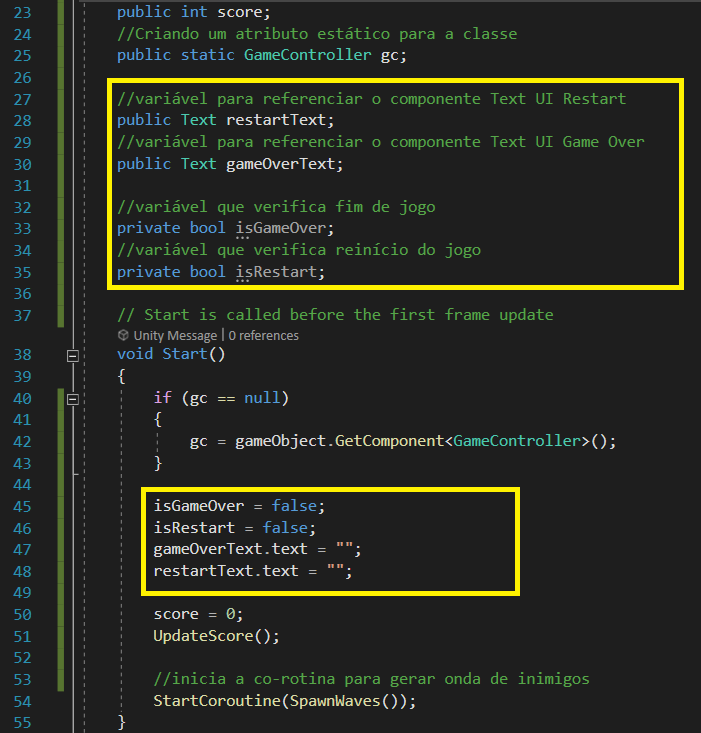 23 public int score;
24 //Criando um atributo estático para a classe
25 public static GameController gc;
26
27 //variável para referenciar o componente Text UI Restart
28 public Text restartText;
29 //variável para referenciar o componente Text UI Game Over
30 public Text gameOverText;
31
32 //variável que verifica fim de jogo
33 private bool isGameOver;
34 //variável que verifica reinício do jogo
35 private bool isRestart;
36
37 // Start is called before the first frame update
Unity Message | 0 references
38 void Start()
39 {
40 if (gc == null)
41 {
42 gc = gameObject.GetComponent<GameController>();
43 }
44
45 isGameOver = false;
46 isRestart = false;
47 gameOverText.text = "";
48 restartText.text = "";
49
50 score = 0;
51 UpdateScore();
52
53 //inicia a co-rotina para gerar onda de inimigos
54 StartCoroutine(SpawnWaves());
55 }